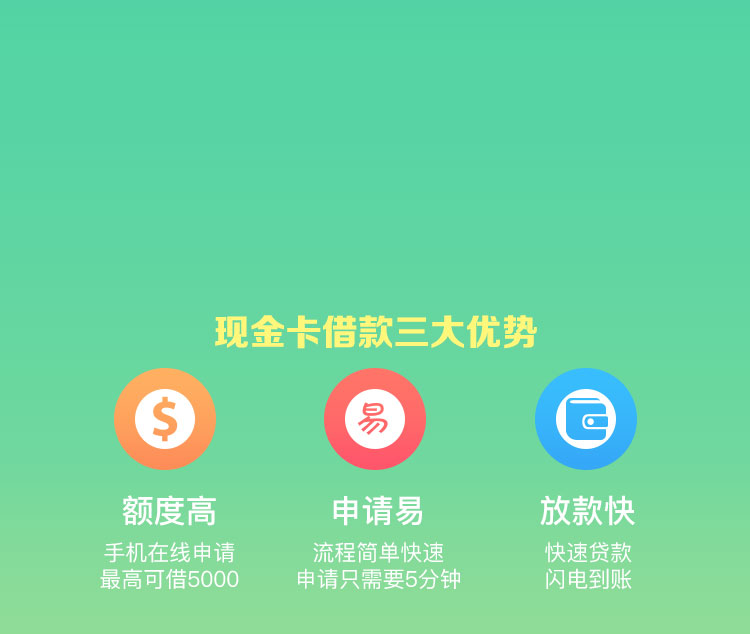 现金卡借款三大优势
$
易
额度高
申请易
放款快
手机在线申请
最高可借5000
流程简单快速
申请只需要5分钟
快速贷款
闪电到账